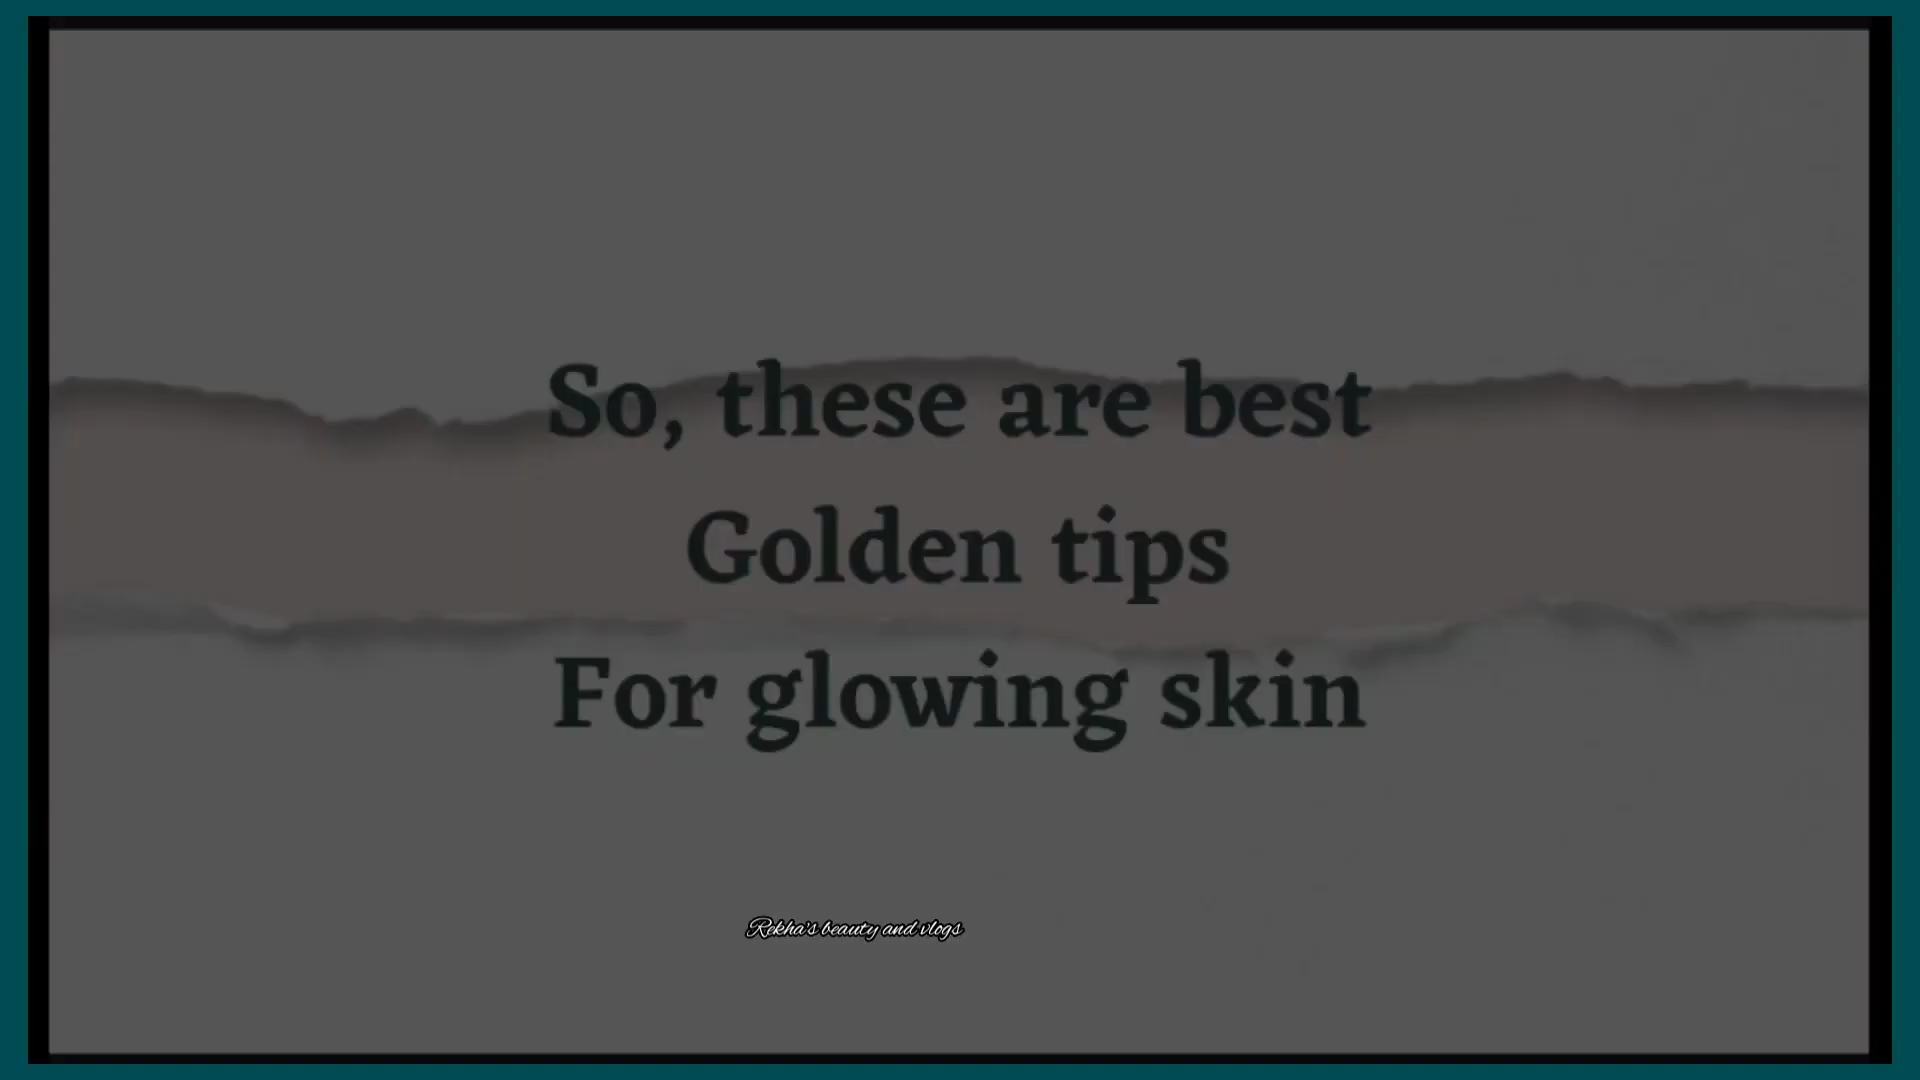 So, these are best
Golden tips
For glowing skin
Rekha's beauty and vlogs